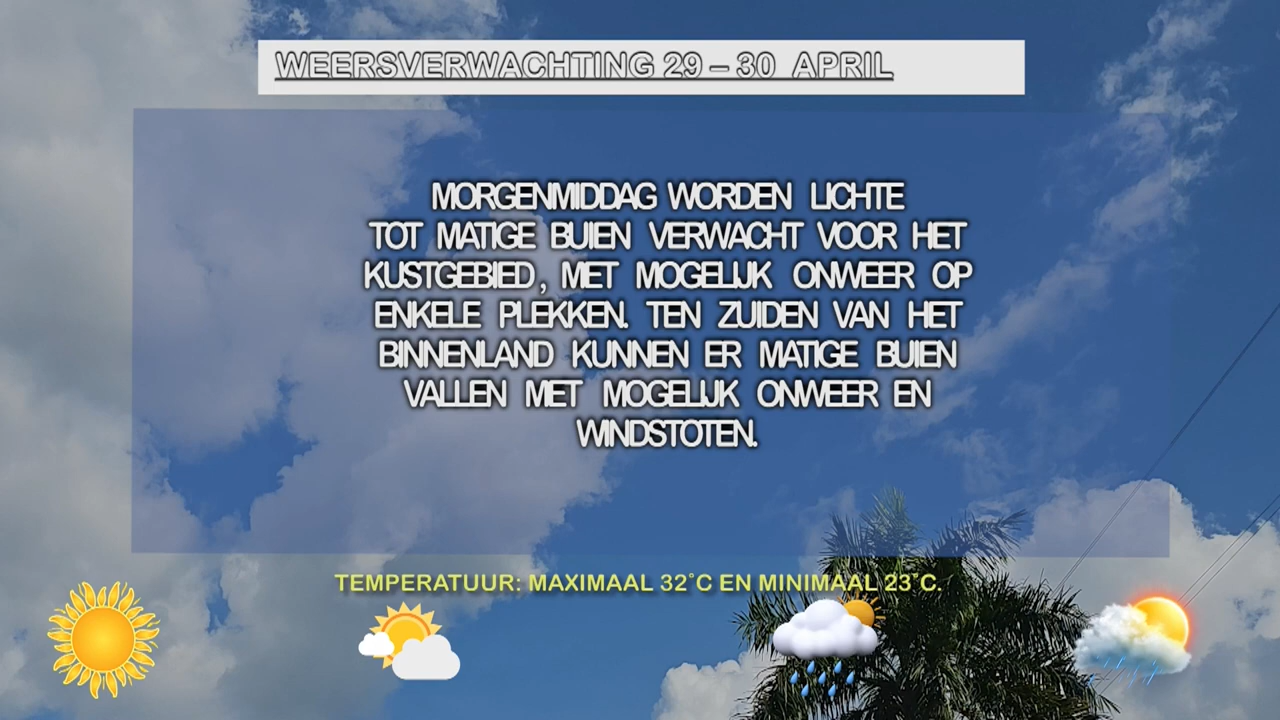 WEERSVERWACHTING 29 – 30 APRIL
MORGENMIDDAG WORDEN LICHTE
TOT MATIGE BUIEN VERWACHT VOOR HET
KUSTGEBIED, MET MOGELIJK ONWEER OP
ENKELE PLEKKEN. TEN ZUIDEN VAN HET
BINNENLAND KUNNEN ER MATIGE BUIEN
VALLEN MET MOGELIJK ONWEER EN
WINDSTOTEN.
TEMPERATUUR: MAXIMAAL 32°C EN MINIMAAL 23°C.